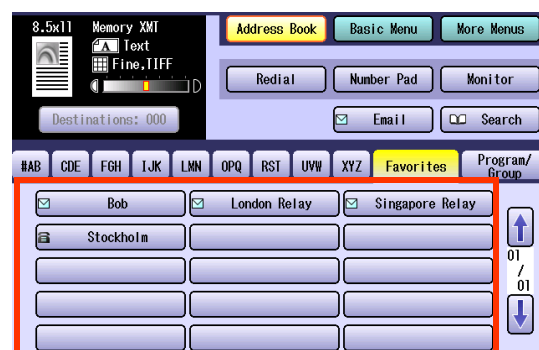 8.5x11 Memory XMT Address Book Basic Menu More Menus
A Text
Fine,TIFF
D Redial Number Pad Monitor
Destinations: 000 Email Search
#AB CDE FGH IJK LMN OPQ RST UVW XYZ Favorites Program/
Group
Bob London Relay Singapore Relay
Stockholm
01
/
01